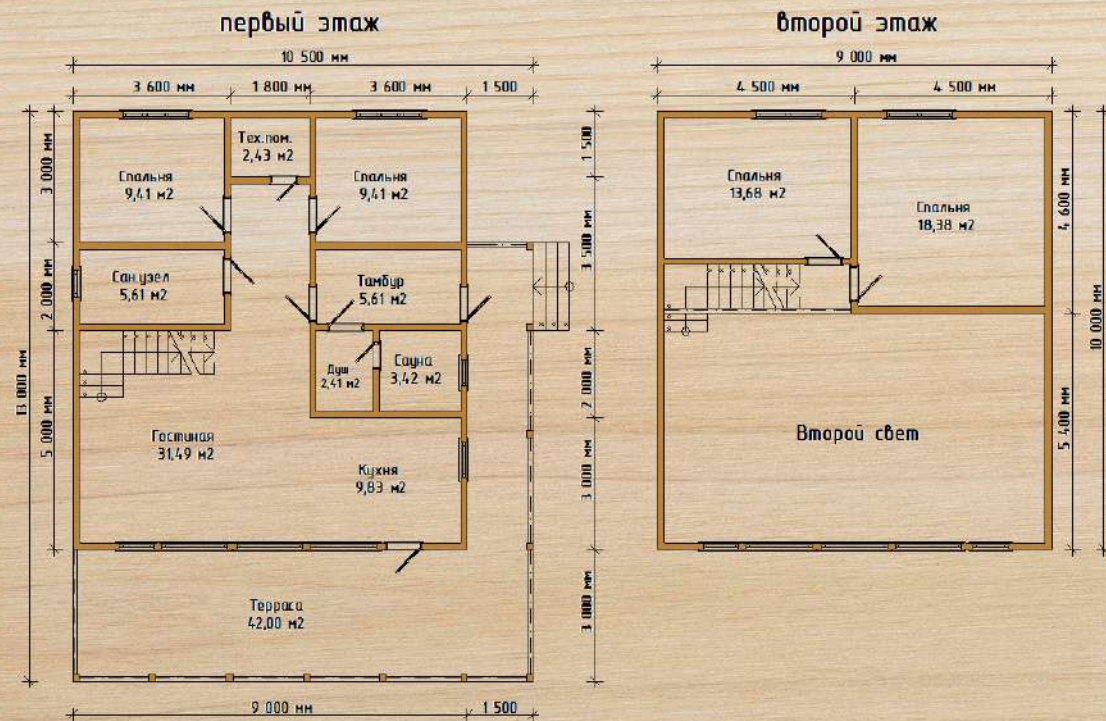 первый этаж
второй этаж
10 500 мм
9 000 мм
3 600 мм
1 800 мм
3 600 мм
1 500
4 500 мм
4 500 мм
Тех.пом.
2,43 м2
Спальня
9,41 м2
Спальня
9,41 м2
Сан.узел
5,61 м2
Тамбур
5,61 м2
Душ
2,41 м2
Сауна
3,42 м2
Гостиная
31,49 м2
Кухня
9,83 м2
Терраса
42,00 м2
13 000 мм
3 000 мм
2 000 мм
5 000 мм
1 500
3 500 мм
2 000 мм
3 000 мм
3 000 мм
9 000 мм
1 500
Спальня
13,68 м2
Спальня
18,38 м2
Второй свет
4 600 мм
5 400 мм
10 000 мм